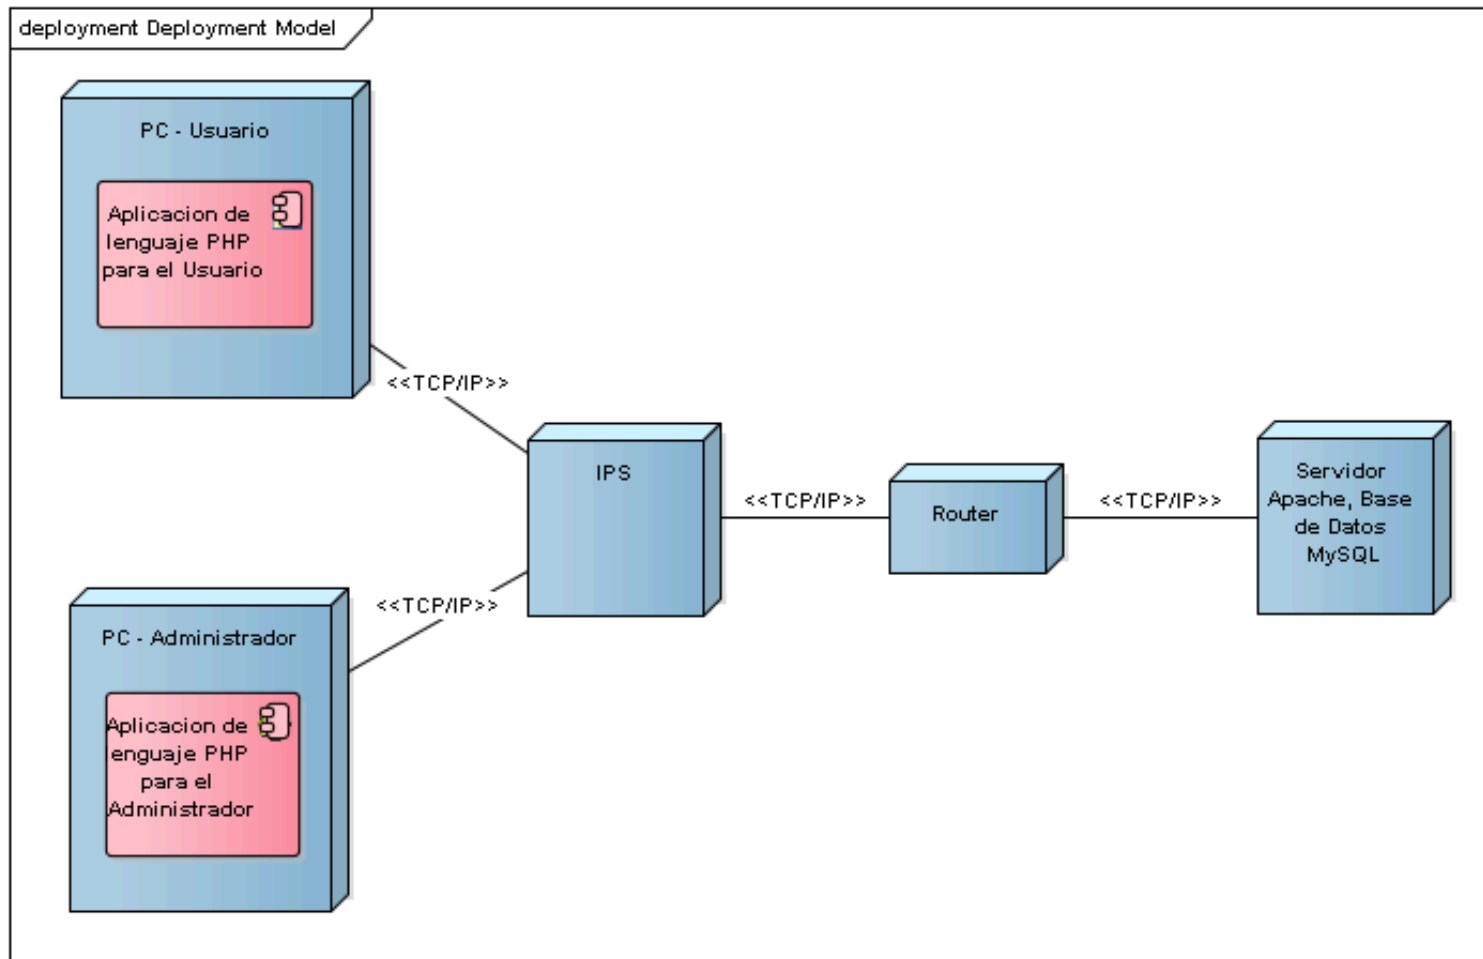 deployment Deployment Model
PC - Usuario
Aplicacion de
lenguaje PHP
para el Usuario
<<TCP/IP>>
IPS
<<TCP/IP>>
Router
<<TCP/IP>>
Servidor
Apache, Base
de Datos
MySQL
<<TCP/IP>>
PC - Administrador
Aplicacion de
lenguaje PHP
para el
Administrador